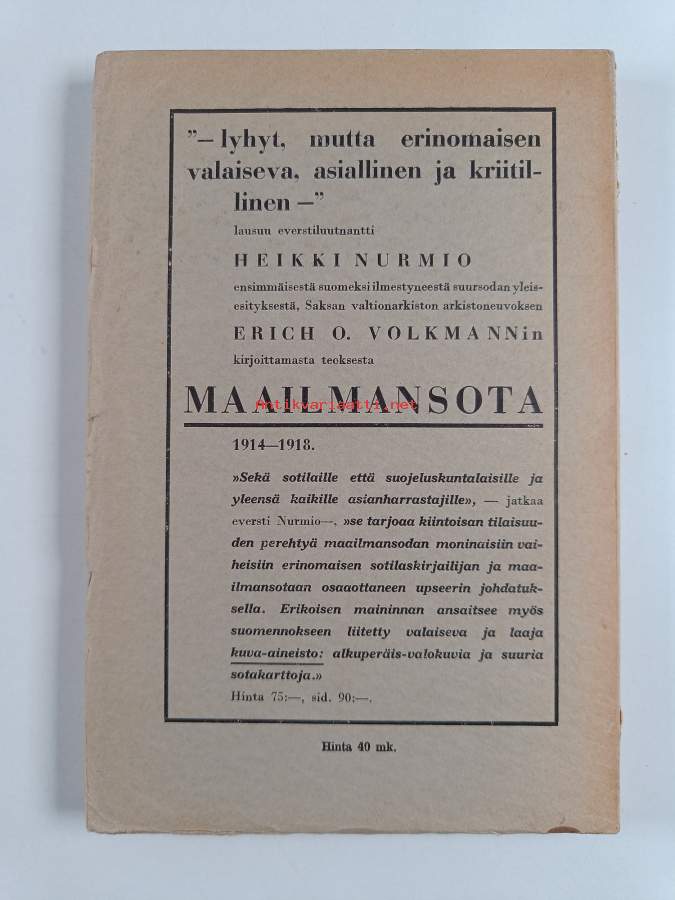 "— lyhyt, mutta erinomaisen
valaiseva, asiallinen ja kriitil-
linen —"
lausuu everstiluutnantti
HEIKKI NURMIO
ensimmäisestä suomeksi ilmestyneestä suursodan yleis-
esityksestä, Saksan valtionarkiston arkistoneuvoksen
ERICH O. VOLKMANNin
kirjoittamasta teoksesta
MAAILMANSOTA
Antikvariaatti.net
1914—1918.
»Sekä sotilaille että suojeluskuntalaisille ja
yleensä kaikille asianharrastajille», — jatkaa
eversti Nurmio—, »se tarjoaa kiintoisan tilaisuu-
den perehtyä maailmansodan moninaisiin vai-
heisiin erinomaisen sotilaskirjailijan ja maa-
ilmansotaan osaaottaneen upseerin johdatuk-
sella. Erikoisen maininnan ansaitsee myös
suomennokseen liitetty valaiseva ja laaja
kuva-aineisto: alkuperäis-valokuvia ja suuria
sotakarttoja.»
Hinta 75:—, sid. 90:—.
Hinta 40 mk.